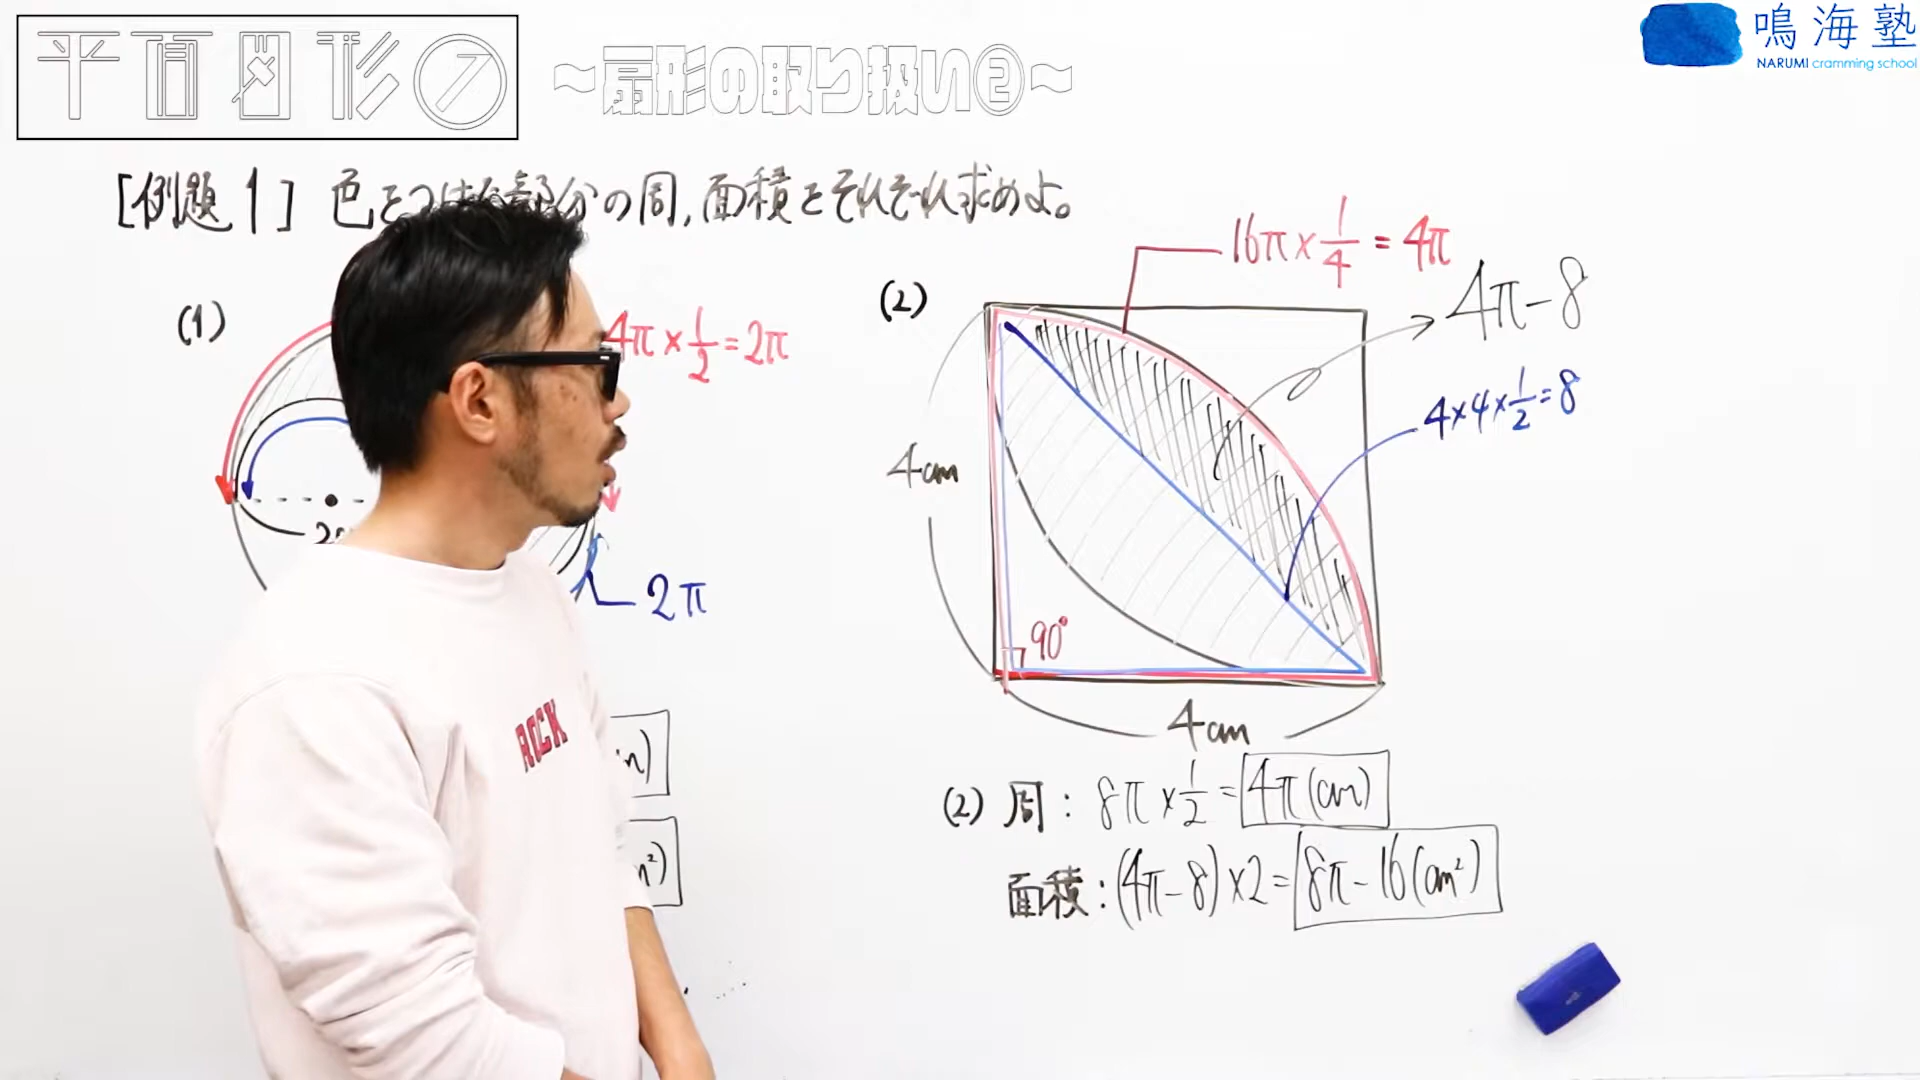 平面図形⑦
~扇形の取り扱い②~
鳴海塾
NARUMI cramming school
[例題1] 色をつけた部分の周,面積をそれぞれ求めよ。
(1)
4π×1/2=2π
2π
ROCK
(2)
16π×1/4=4π
4π-8
4×4×1/2=8
4cm
90°
4cm
(2) 周: 8π×1/2=4π(cm)
面積:(4π-8)×2=8π-16(cm²)